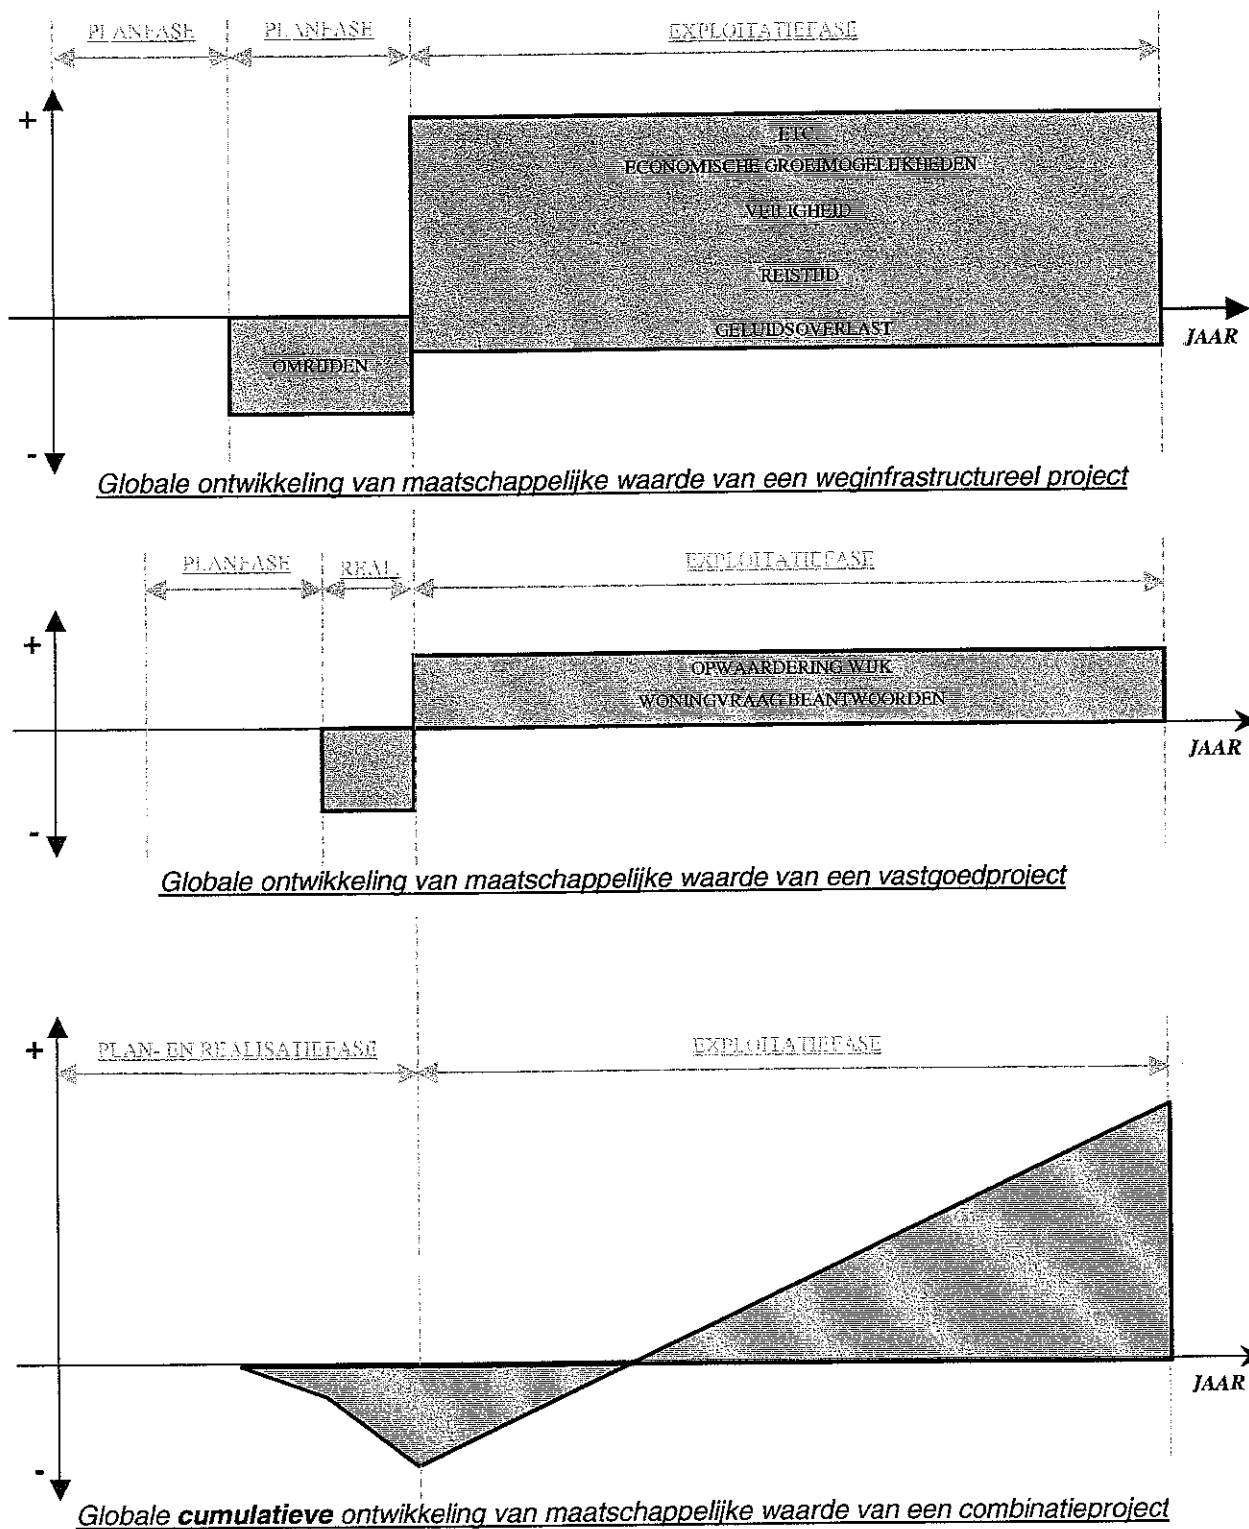 PLANFASE PLANFASE EXPLOITATIEFASE
+
ETC.
ECONOMISCHE GROEIMOGELIJKHEDEN
VEILIGHEID
REISTIJD
GELUIDSOVERLAST
JAAR
OMRIJDEN
-
Globale ontwikkeling van maatschappelijke waarde van een weginfrastructureel project
PLANFASE REAL. EXPLOITATIEFASE
+
OPWAARDERING WIJK
WONINGVRAAG BEANTWOORDEN
JAAR
-
Globale ontwikkeling van maatschappelijke waarde van een vastgoedproject
+
PLAN- EN REALISATIEFASE EXPLOITATIEFASE
JAAR
-
Globale cumulatieve ontwikkeling van maatschappelijke waarde van een combinatieproject